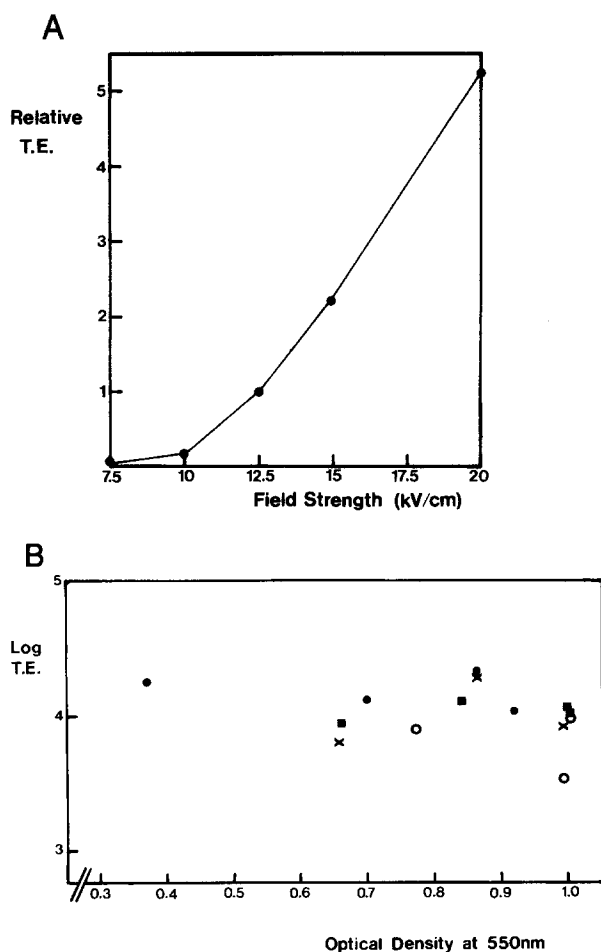 A
Relative
T.E.
5
4
3
2
1
7.5 10 12.5 15 17.5 20
Field Strength (kV/cm)
B
Log
T.E.
5
4
3
0.3 0.4 0.5 0.6 0.7 0.8 0.9 1.0
Optical Density at 550nm